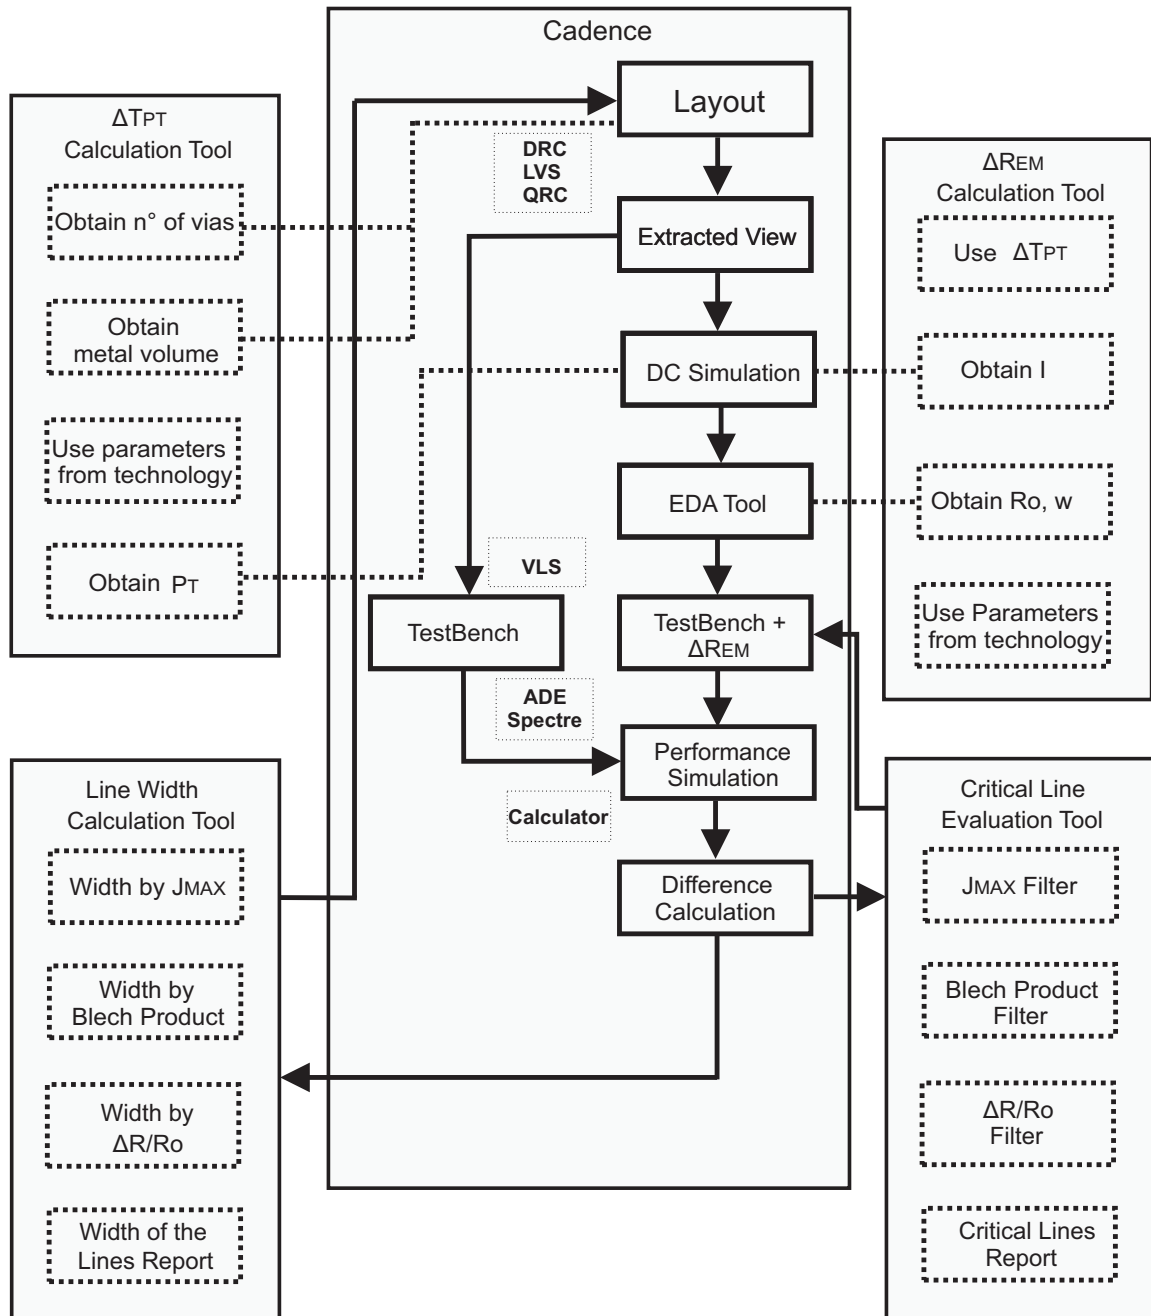 Cadence
Layout
DRC
LVS
QRC
Extracted View
DC Simulation
EDA Tool
VLS
TestBench
TestBench +
ΔREM
ADE
Spectre
Performance
Simulation
Calculator
Difference
Calculation
ΔTPT
Calculation Tool
Obtain n° of vias
Obtain
metal volume
Use parameters
from technology
Obtain PT
ΔREM
Calculation Tool
Use ΔTPT
Obtain I
Obtain Ro, w
Use Parameters
from technology
Line Width
Calculation Tool
Width by JMAX
Width by
Blech Product
Width by
ΔR/Ro
Width of the
Lines Report
Critical Line
Evaluation Tool
JMAX Filter
Blech Product
Filter
ΔR/Ro
Filter
Critical Lines
Report